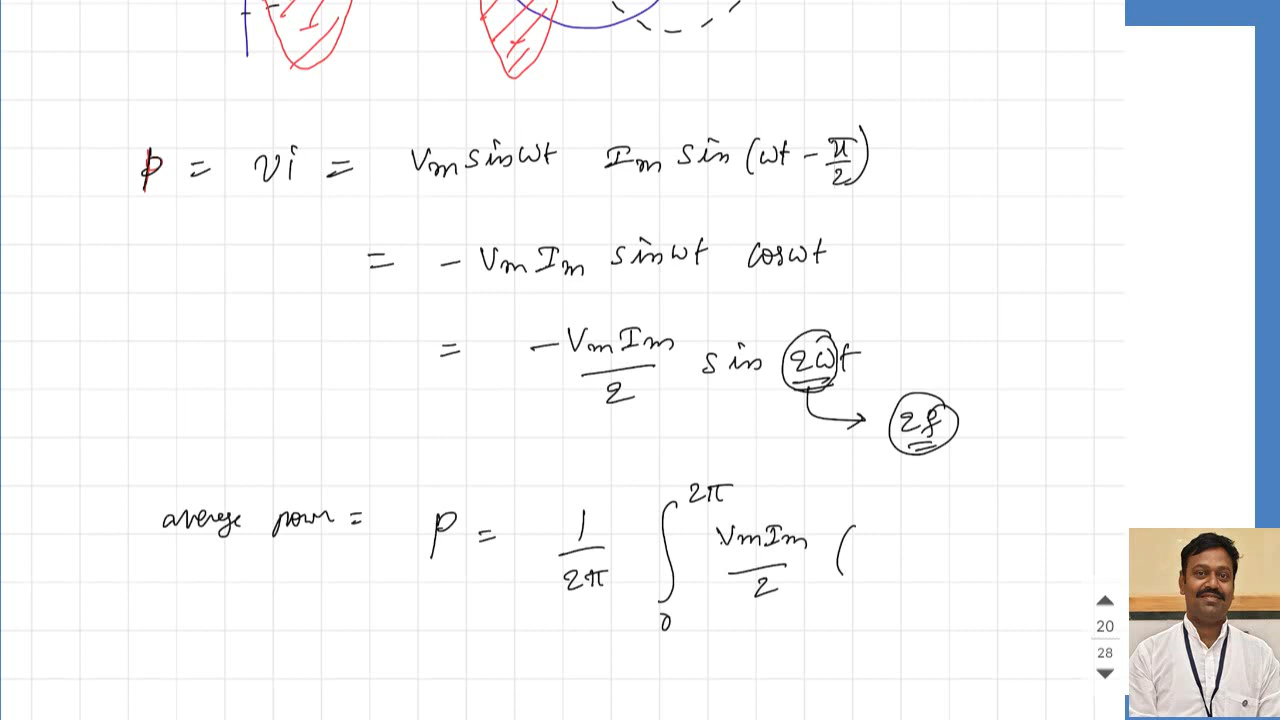 p = vi = Vm sin ωt Im sin (ωt - π/2)
= - Vm Im sin ωt cos ωt
= -Vm Im/2 sin 2ωt
→ 2f
average power = P = 1/2π ∫₀^2π Vm Im/2 (
20
28